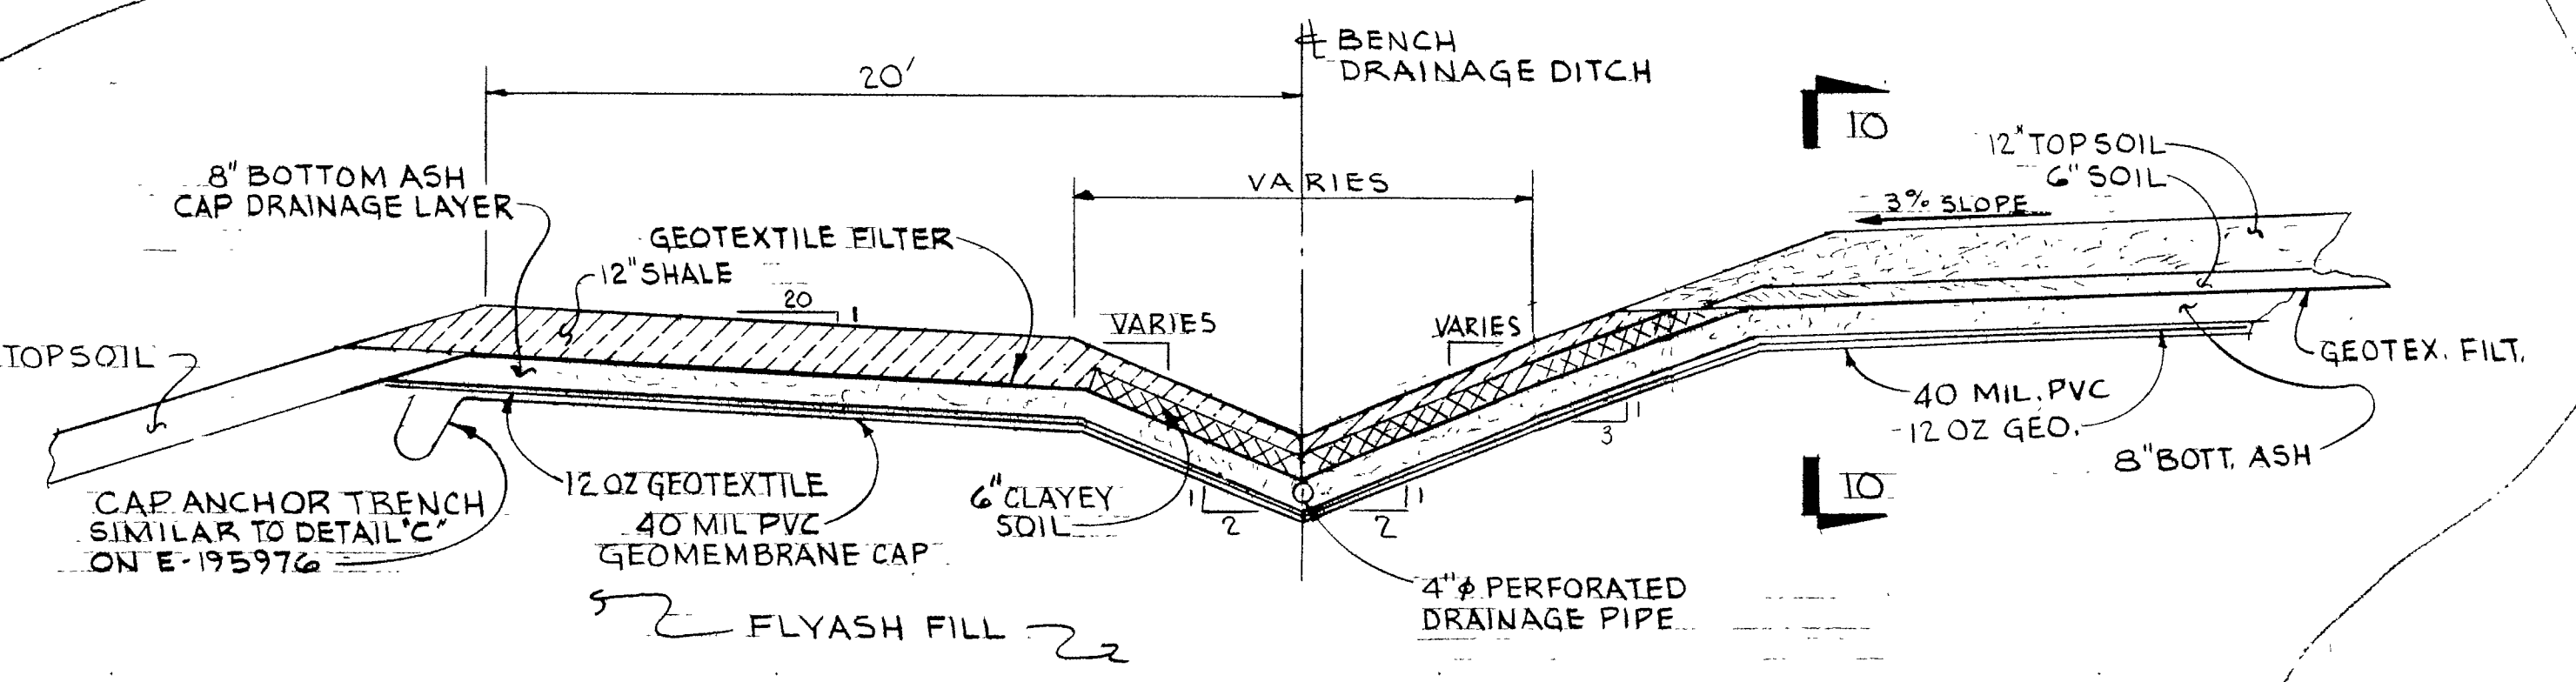 ℄ BENCH
DRAINAGE DITCH
20'
10
12" TOPSOIL
6" SOIL
8" BOTTOM ASH
CAP DRAINAGE LAYER
VARIES
3% SLOPE
GEOTEXTILE FILTER
12" SHALE
20
1
VARIES
VARIES
TOPSOIL
GEOTEX. FILT.
40 MIL. PVC
12 OZ GEO.
3
1
8" BOTT. ASH
CAP ANCHOR TRENCH
SIMILAR TO DETAIL "C"
ON E-195976
12 OZ GEOTEXTILE
40 MIL PVC
GEOMEMBRANE CAP
6" CLAYEY
SOIL
1
2
2
1
10
4"φ PERFORATED
DRAINAGE PIPE
FLYASH FILL